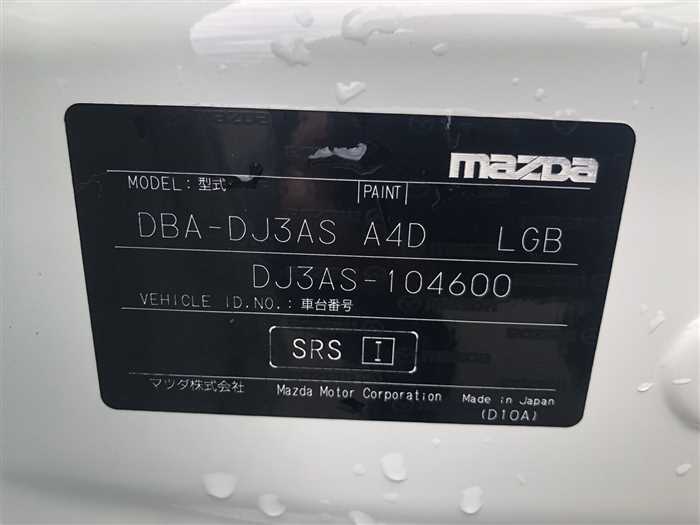 mazda
MODEL: 型式 PAINT
DBA-DJ3AS A4D LGB
DJ3AS-104600
VEHICLE ID.NO.: 車台番号
SRS I
マツダ株式会社 Mazda Motor Corporation Made in Japan
(D10A)